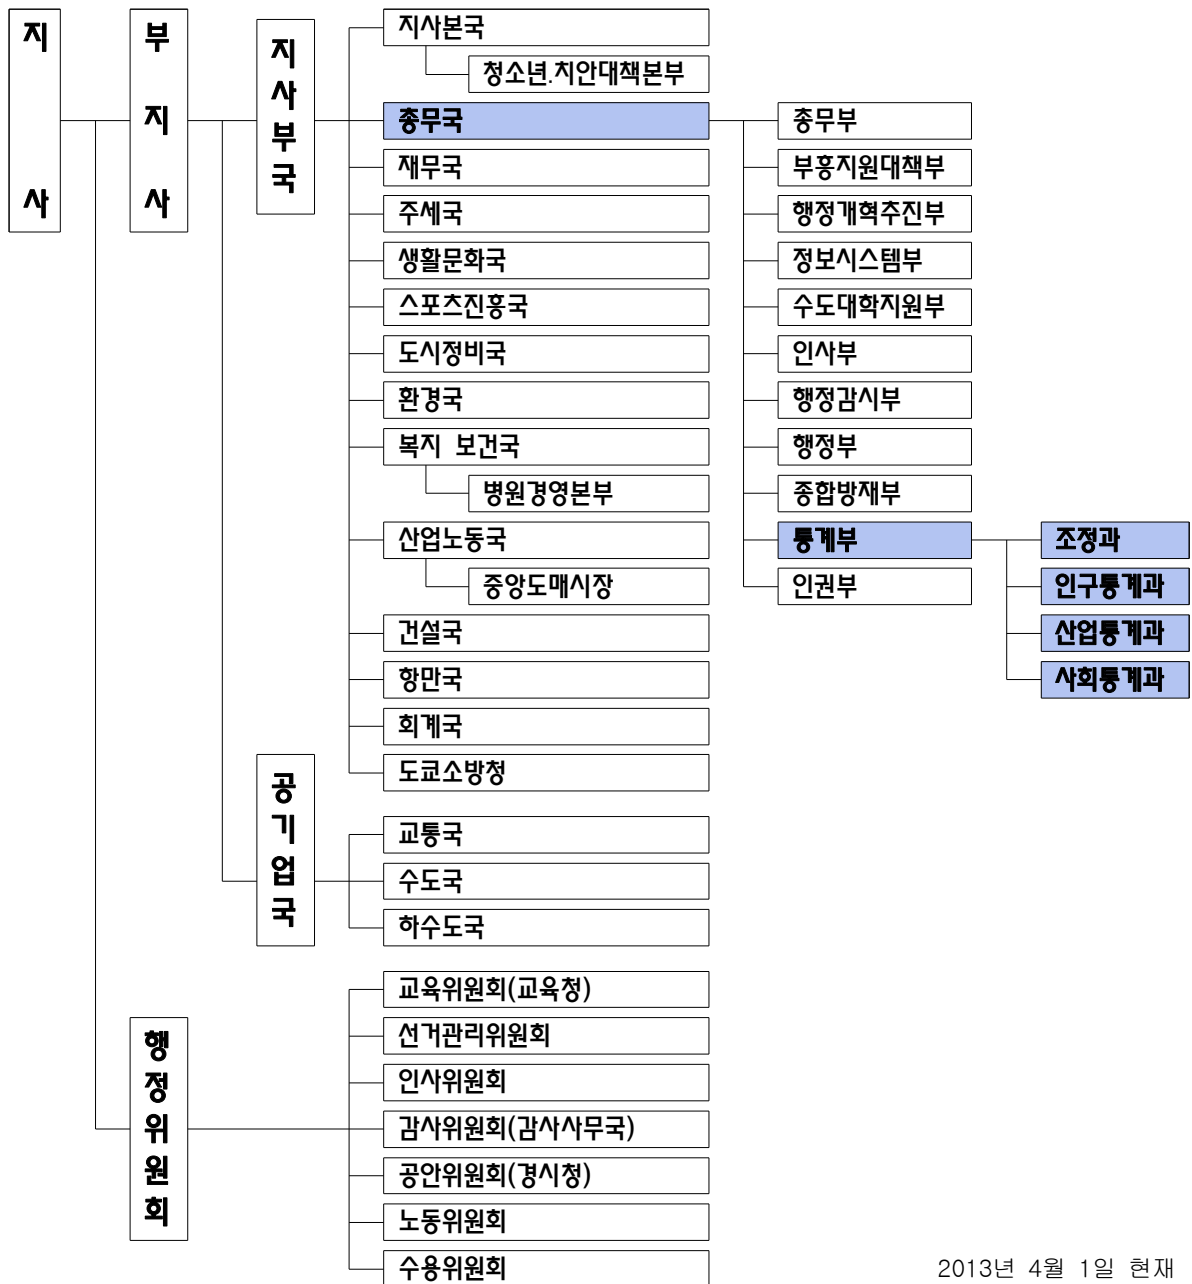 지사
부지사
지사부국
지사본국
청소년.치안대책본부
총무국
재무국
주세국
생활문화국
스포츠진흥국
도시정비국
환경국
복지 보건국
병원경영본부
산업노동국
중앙도매시장
건설국
항만국
회계국
도쿄소방청
총무부
부흥지원대책부
행정개혁추진부
정보시스템부
수도대학지원부
인사부
행정감시부
행정부
종합방재부
통계부
인권부
조정과
인구통계과
산업통계과
사회통계과
공기업국
교통국
수도국
하수도국
행정위원회
교육위원회(교육청)
선거관리위원회
인사위원회
감사위원회(감사사무국)
공안위원회(경시청)
노동위원회
수용위원회
2013년 4월 1일 현재